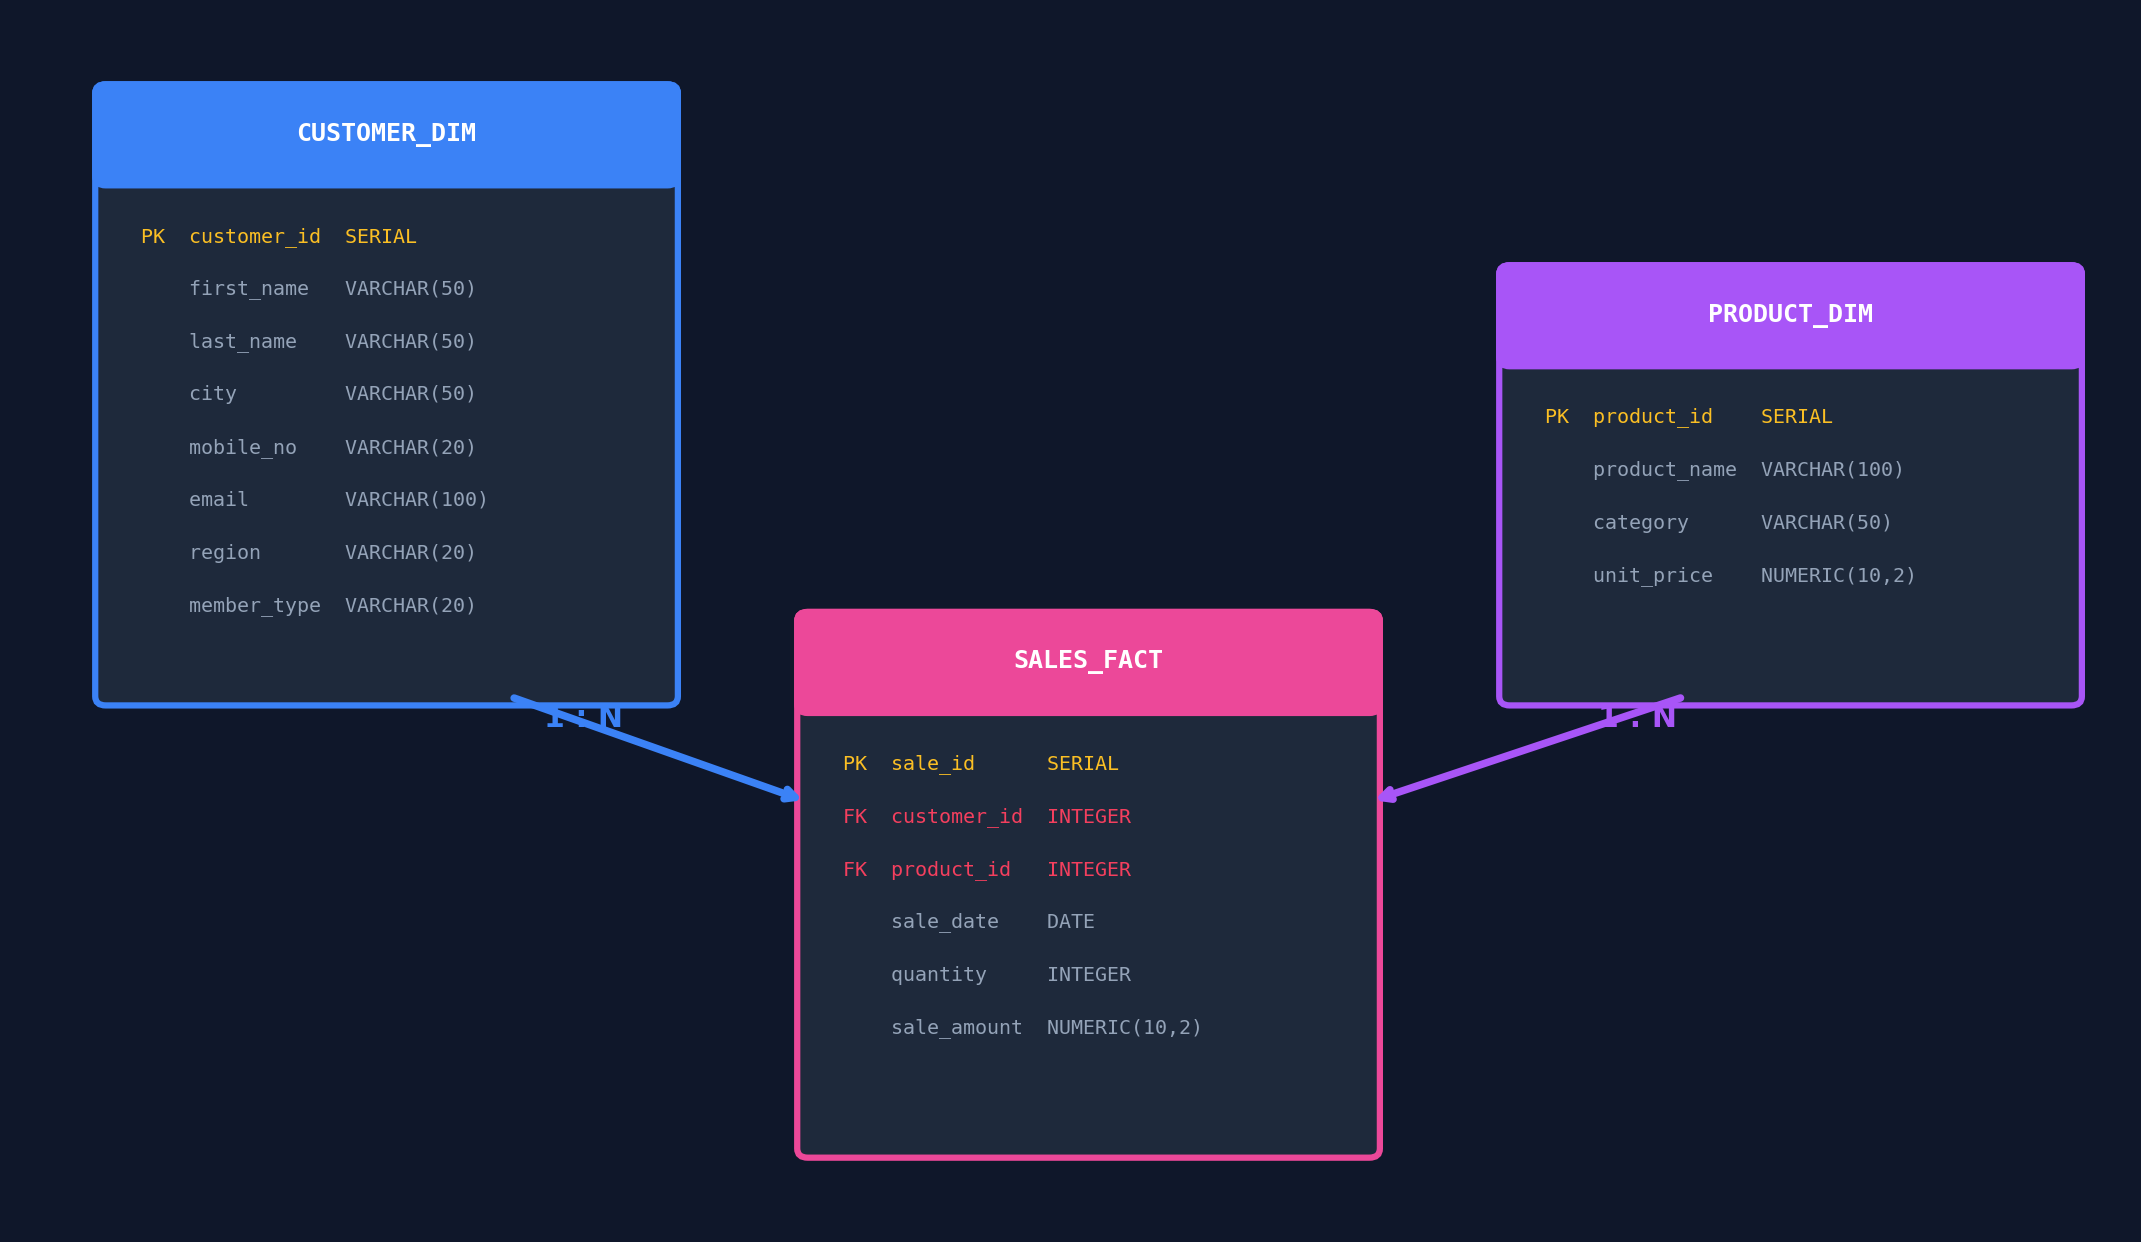 CUSTOMER_DIM
PK customer_id SERIAL
first_name VARCHAR(50)
last_name VARCHAR(50)
city VARCHAR(50)
mobile_no VARCHAR(20)
email VARCHAR(100)
region VARCHAR(20)
member_type VARCHAR(20)
1 : N
PRODUCT_DIM
PK product_id SERIAL
product_name VARCHAR(100)
category VARCHAR(50)
unit_price NUMERIC(10,2)
1 : N
SALES_FACT
PK sale_id SERIAL
FK customer_id INTEGER
FK product_id INTEGER
sale_date DATE
quantity INTEGER
sale_amount NUMERIC(10,2)